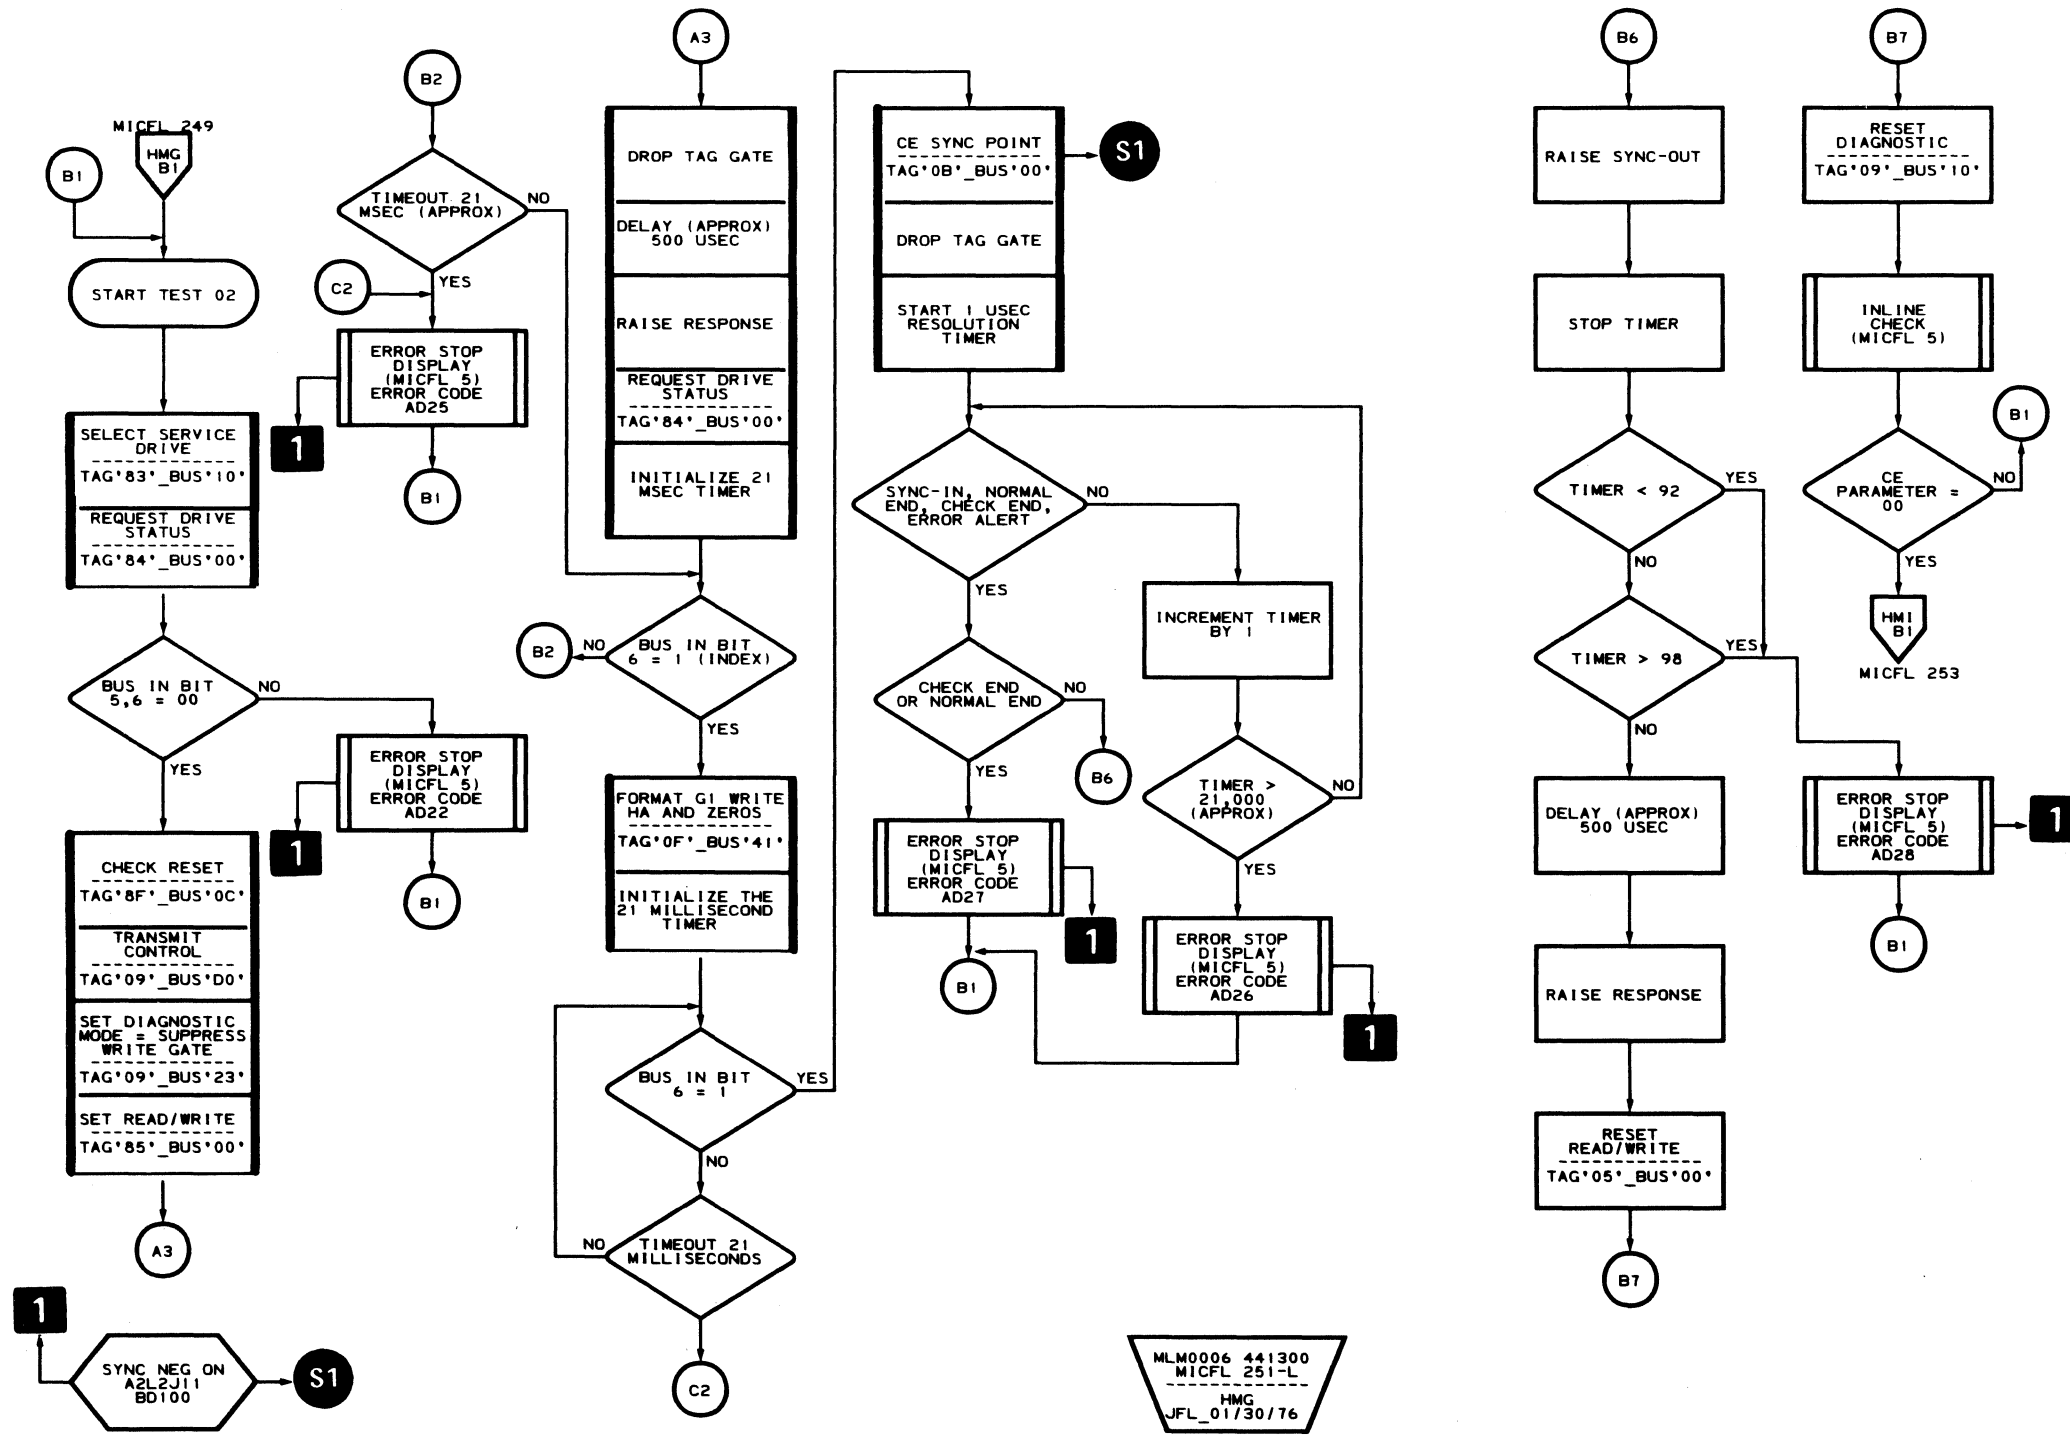 MICFL 249
HMG
B1
B1
START TEST 02
SELECT SERVICE
DRIVE
TAG'83'_BUS'10'
REQUEST DRIVE
STATUS
TAG'84'_BUS'00'
BUS IN BIT
5,6 = 00
NO
YES
CHECK RESET
TAG'8F'_BUS'0C'
TRANSMIT
CONTROL
TAG'09'_BUS'D0'
SET DIAGNOSTIC
MODE = SUPPRESS
WRITE GATE
TAG'09'_BUS'23'
SET READ/WRITE
TAG'85'_BUS'00'
A3
1
SYNC NEG ON
A2L2J11
BD100
S1
B2
TIMEOUT 21
MSEC (APPROX)
NO
YES
C2
ERROR STOP
DISPLAY
(MICFL 5)
ERROR CODE
AD25
1
B1
ERROR STOP
DISPLAY
(MICFL 5)
ERROR CODE
AD22
1
B1
A3
DROP TAG GATE
DELAY (APPROX)
500 USEC
RAISE RESPONSE
REQUEST DRIVE
STATUS
TAG'84'_BUS'00'
INITIALIZE 21
MSEC TIMER
BUS IN BIT
6 = 1 (INDEX)
NO
B2
YES
FORMAT G1 WRITE
HA AND ZEROS
TAG'0F'_BUS'41'
INITIALIZE THE
21 MILLISECOND
TIMER
BUS IN BIT
6 = 1
YES
NO
TIMEOUT 21
MILLISECONDS
NO
C2
CE SYNC POINT
TAG'0B'_BUS'00'
S1
DROP TAG GATE
START 1 USEC
RESOLUTION
TIMER
SYNC-IN, NORMAL
END, CHECK END,
ERROR ALERT
NO
YES
CHECK END
OR NORMAL END
NO
B6
YES
ERROR STOP
DISPLAY
(MICFL 5)
ERROR CODE
AD27
1
B1
INCREMENT TIMER
BY 1
TIMER >
21,000
(APPROX)
NO
YES
ERROR STOP
DISPLAY
(MICFL 5)
ERROR CODE
AD26
1
B6
RAISE SYNC-OUT
STOP TIMER
TIMER < 92
YES
NO
TIMER > 98
YES
NO
DELAY (APPROX)
500 USEC
RAISE RESPONSE
RESET
READ/WRITE
TAG'05'_BUS'00'
B7
B7
RESET
DIAGNOSTIC
TAG'09'_BUS'10'
INLINE
CHECK
(MICFL 5)
B1
CE
PARAMETER =
00
NO
YES
HMI
B1
MICFL 253
ERROR STOP
DISPLAY
(MICFL 5)
ERROR CODE
AD28
1
B1
MLM0006 441300
MICFL 251-L
HMG
JFL_01/30/76